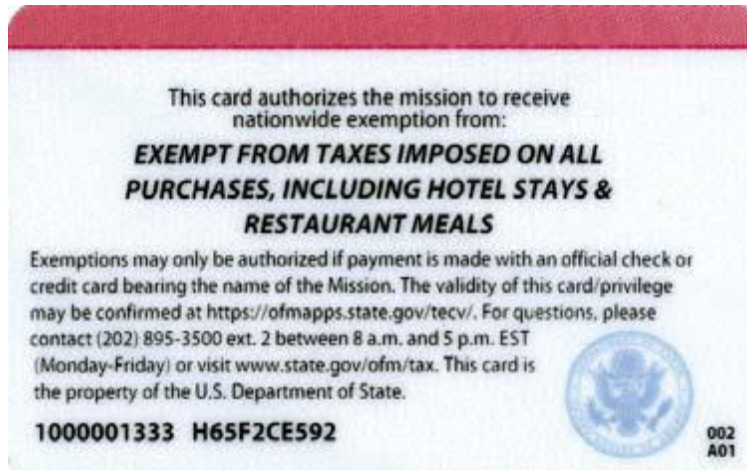 This card authorizes the mission to receive
nationwide exemption from:
EXEMPT FROM TAXES IMPOSED ON ALL
PURCHASES, INCLUDING HOTEL STAYS &
RESTAURANT MEALS
Exemptions may only be authorized if payment is made with an official check or
credit card bearing the name of the Mission. The validity of this card/privilege
may be confirmed at https://ofmapps.state.gov/tecv/. For questions, please
contact (202) 895-3500 ext. 2 between 8 a.m. and 5 p.m. EST
(Monday-Friday) or visit www.state.gov/ofm/tax. This card is
the property of the U.S. Department of State.
1000001333 H65F2CE592
002
A01